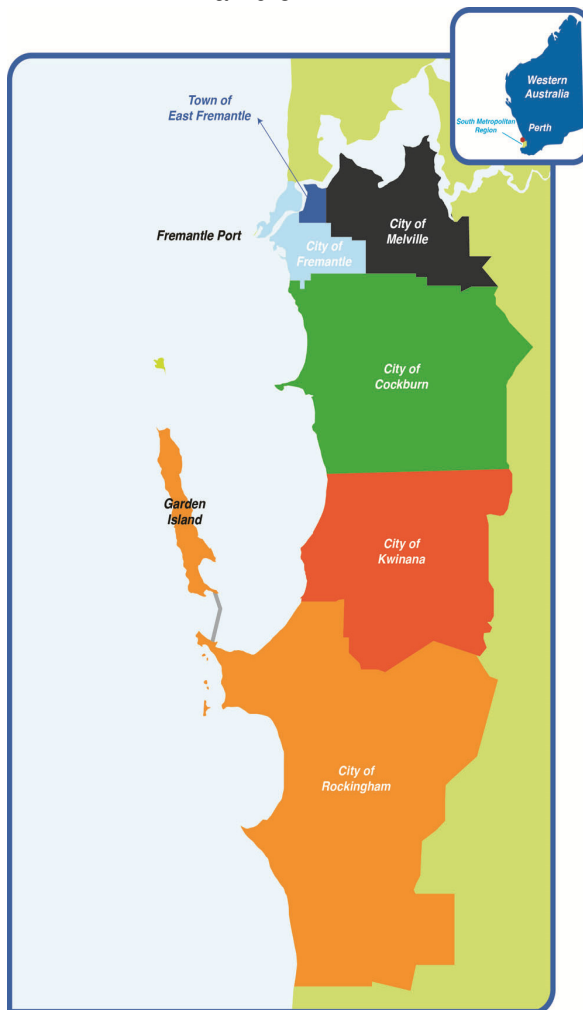 Western
Australia
South Metropolitan
Region
Perth
Town of
East Fremantle
Fremantle Port
City of
Fremantle
City of
Melville
City of
Cockburn
Garden
Island
City of
Kwinana
City of
Rockingham